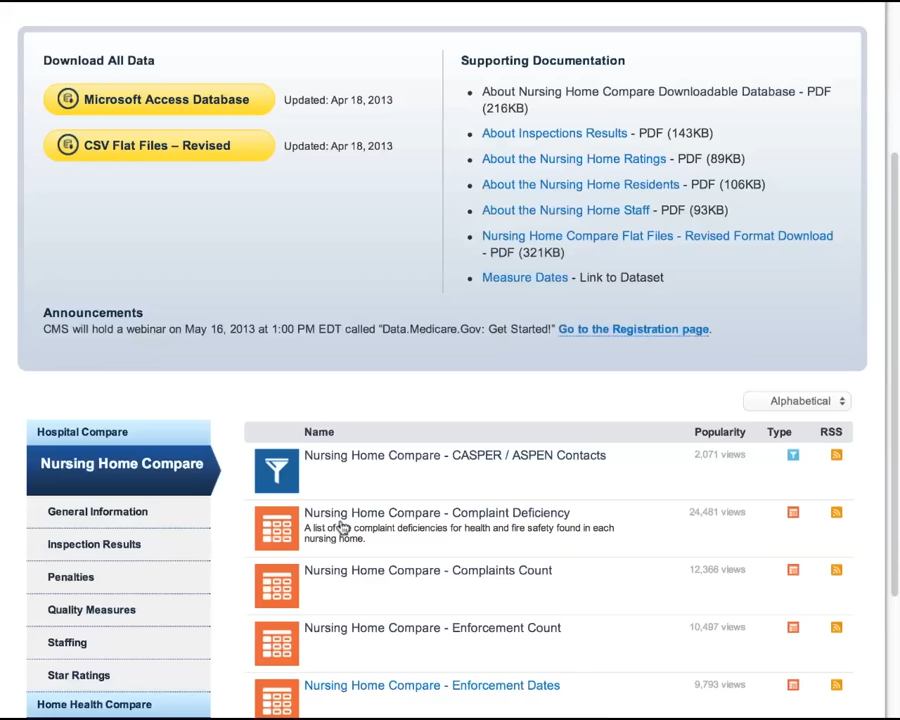 Download All Data
Microsoft Access Database Updated: Apr 18, 2013
CSV Flat Files – Revised Updated: Apr 18, 2013
Supporting Documentation
• About Nursing Home Compare Downloadable Database - PDF
(216KB)
• About Inspections Results - PDF (143KB)
• About the Nursing Home Ratings - PDF (89KB)
• About the Nursing Home Residents - PDF (106KB)
• About the Nursing Home Staff - PDF (93KB)
• Nursing Home Compare Flat Files - Revised Format Download
- PDF (321KB)
• Measure Dates - Link to Dataset
Announcements
CMS will hold a webinar on May 16, 2013 at 1:00 PM EDT called "Data.Medicare.Gov: Get Started!" Go to the Registration page.
Alphabetical
Hospital Compare
Nursing Home Compare
General Information
Inspection Results
Penalties
Quality Measures
Staffing
Star Ratings
Home Health Compare
Name Popularity Type RSS
Nursing Home Compare - CASPER / ASPEN Contacts 2,071 views
Nursing Home Compare - Complaint Deficiency 24,481 views
A list of complaint deficiencies for health and fire safety found in each
nursing home.
Nursing Home Compare - Complaints Count 12,366 views
Nursing Home Compare - Enforcement Count 10,497 views
Nursing Home Compare - Enforcement Dates 9,793 views